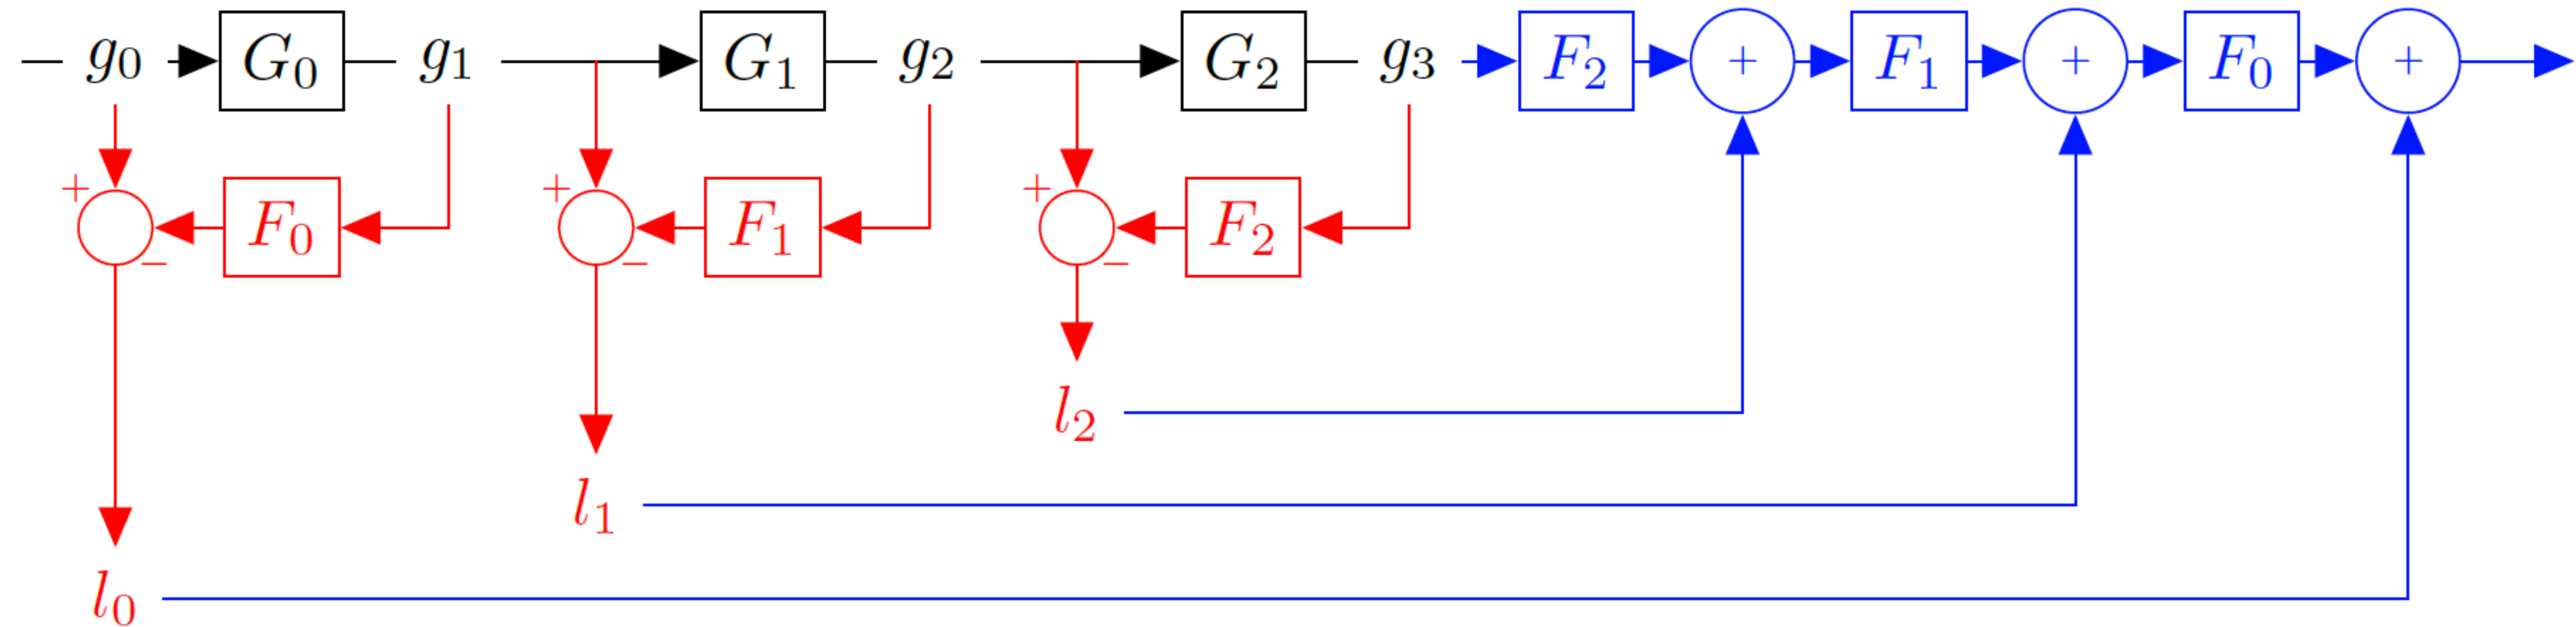 g₀ G₀ g₁ G₁ g₂ G₂ g₃ F₂ + F₁ + F₀ +
+ + +
F₀ F₁ F₂
− − −
l₂
l₁
l₀